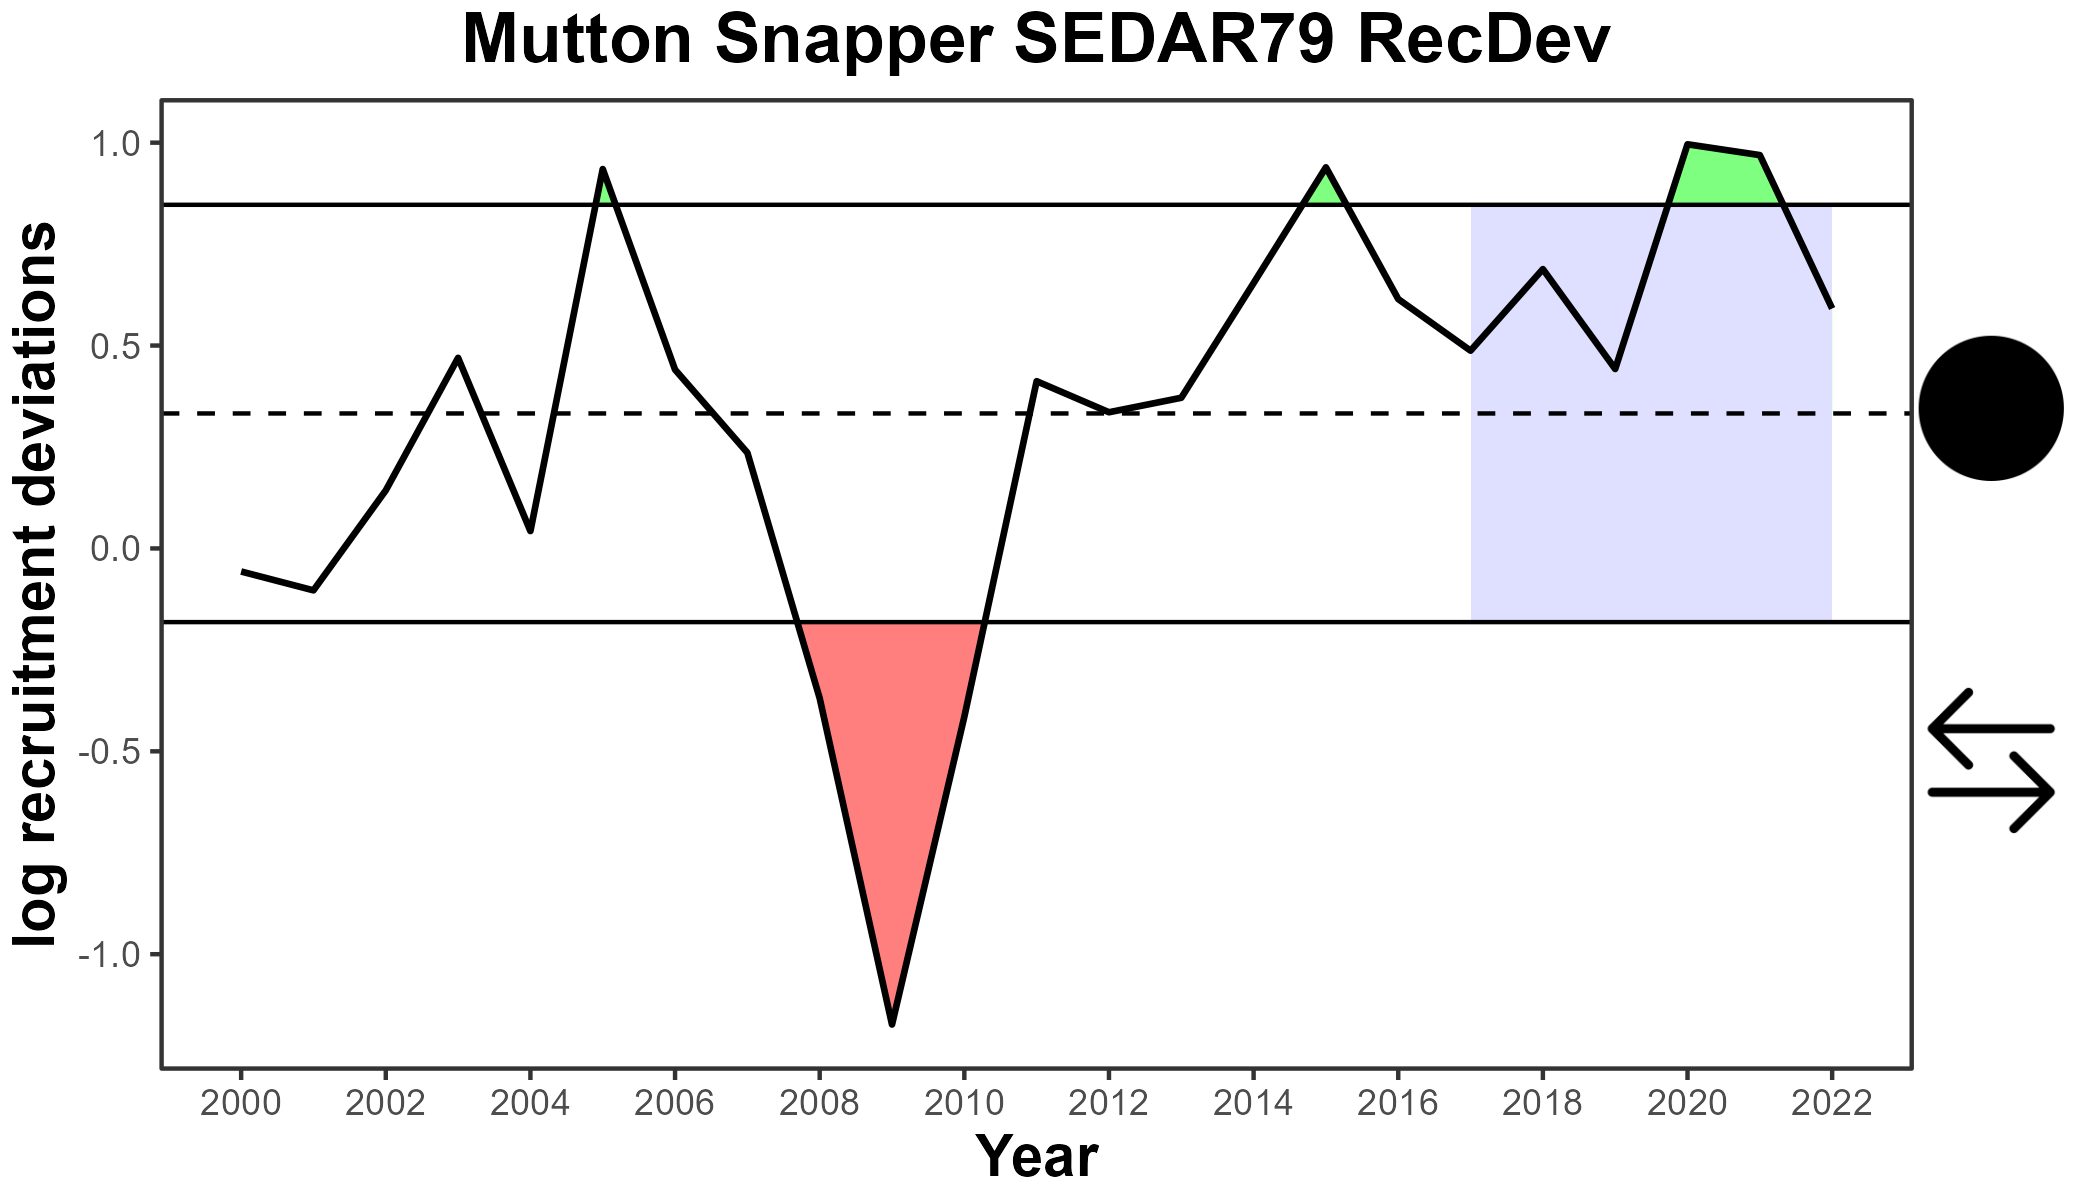 Mutton Snapper SEDAR79 RecDev
log recruitment deviations
1.0
0.5
0.0
-0.5
-1.0
2000 2002 2004 2006 2008 2010 2012 2014 2016 2018 2020 2022
Year